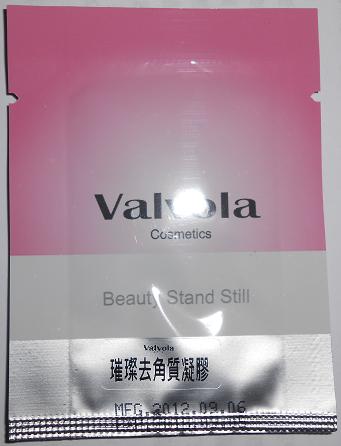 Valvola
Cosmetics
Beauty Stand Still
Valvola
璀璨去角質凝膠
MFG.2012.09.06